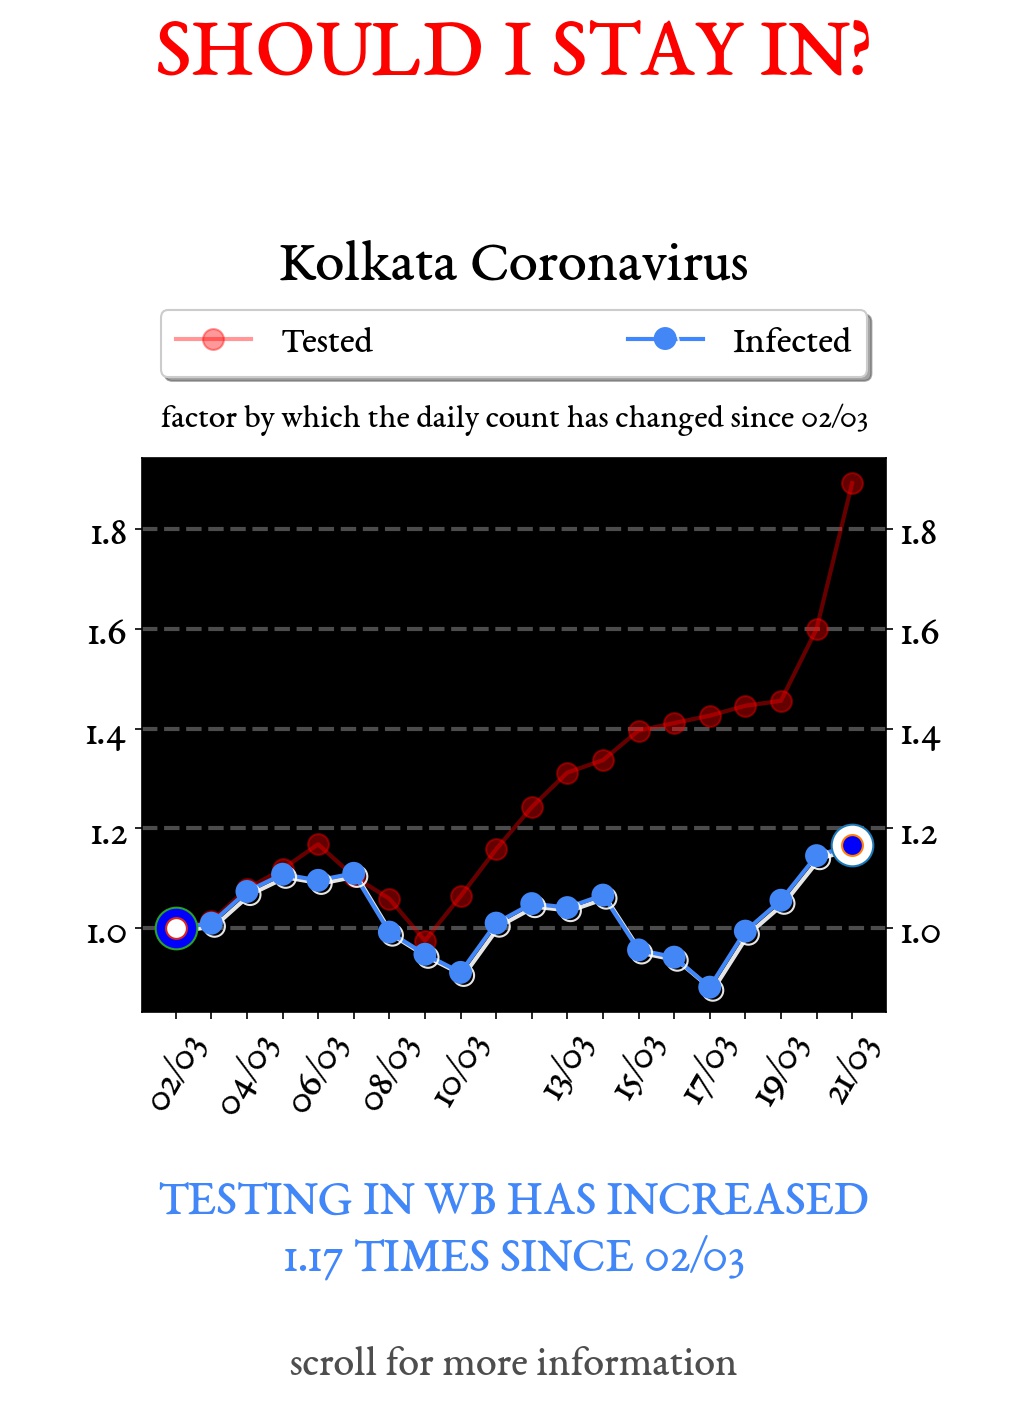 SHOULD I STAY IN?
Kolkata Coronavirus
Tested Infected
factor by which the daily count has changed since 02/03
1.8 1.8
1.6 1.6
1.4 1.4
1.2 1.2
1.0 1.0
02/03 04/03 06/03 08/03 10/03 13/03 15/03 17/03 19/03 21/03
TESTING IN WB HAS INCREASED
1.17 TIMES SINCE 02/03
scroll for more information